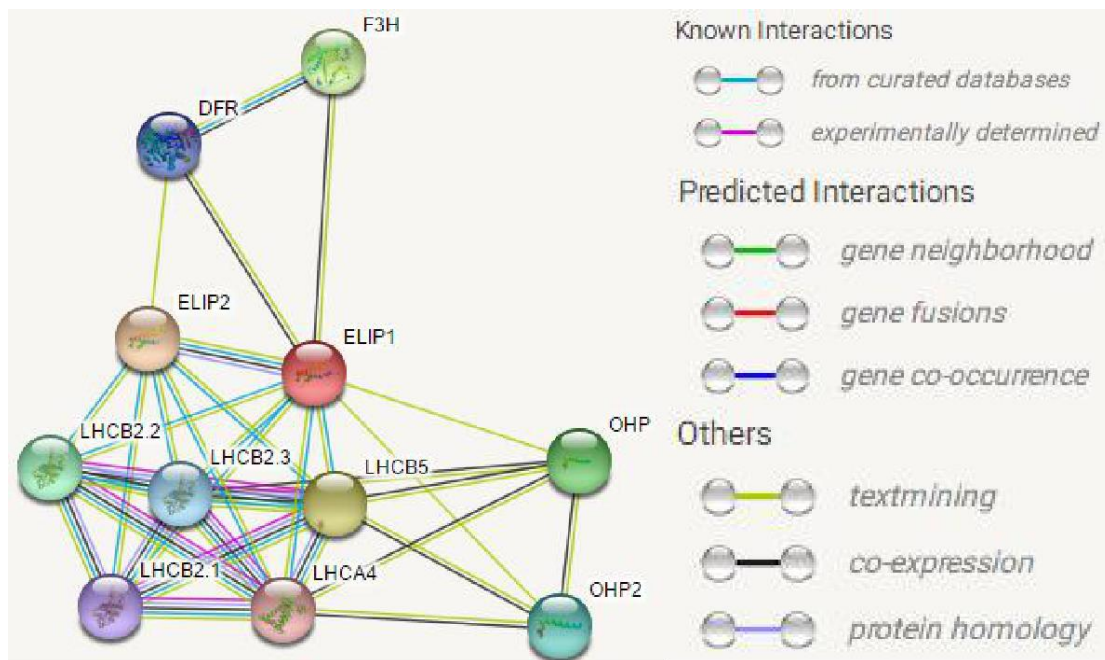 F3H
DFR
ELIP2
ELIP1
LHCB2.2
LHCB2.3
LHCB5
OHP
LHCB2.1
LHCA4
OHP2
Known Interactions
from curated databases
experimentally determined
Predicted Interactions
gene neighborhood
gene fusions
gene co-occurrence
Others
textmining
co-expression
protein homology